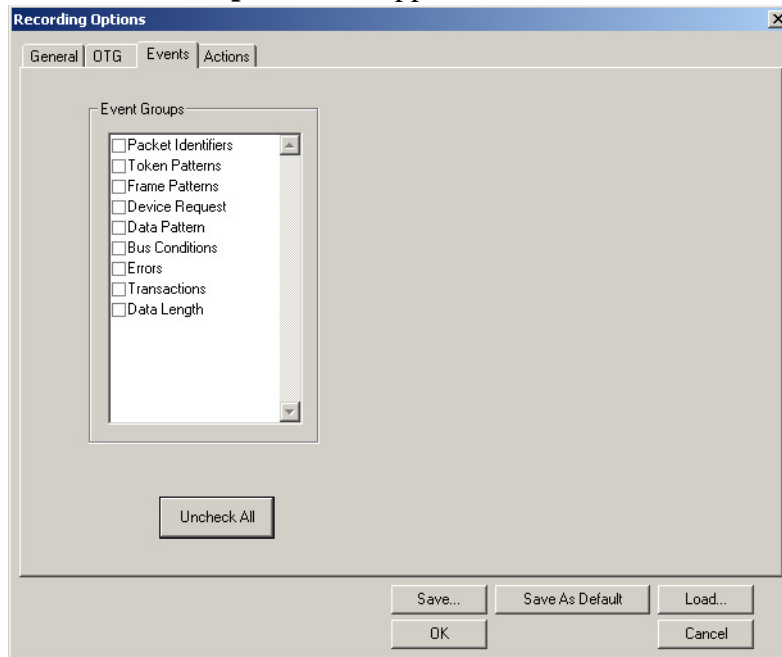 Recording Options
General OTG Events Actions
Event Groups
Packet Identifiers
Token Patterns
Frame Patterns
Device Request
Data Pattern
Bus Conditions
Errors
Transactions
Data Length
Uncheck All
Save... Save As Default Load...
OK Cancel